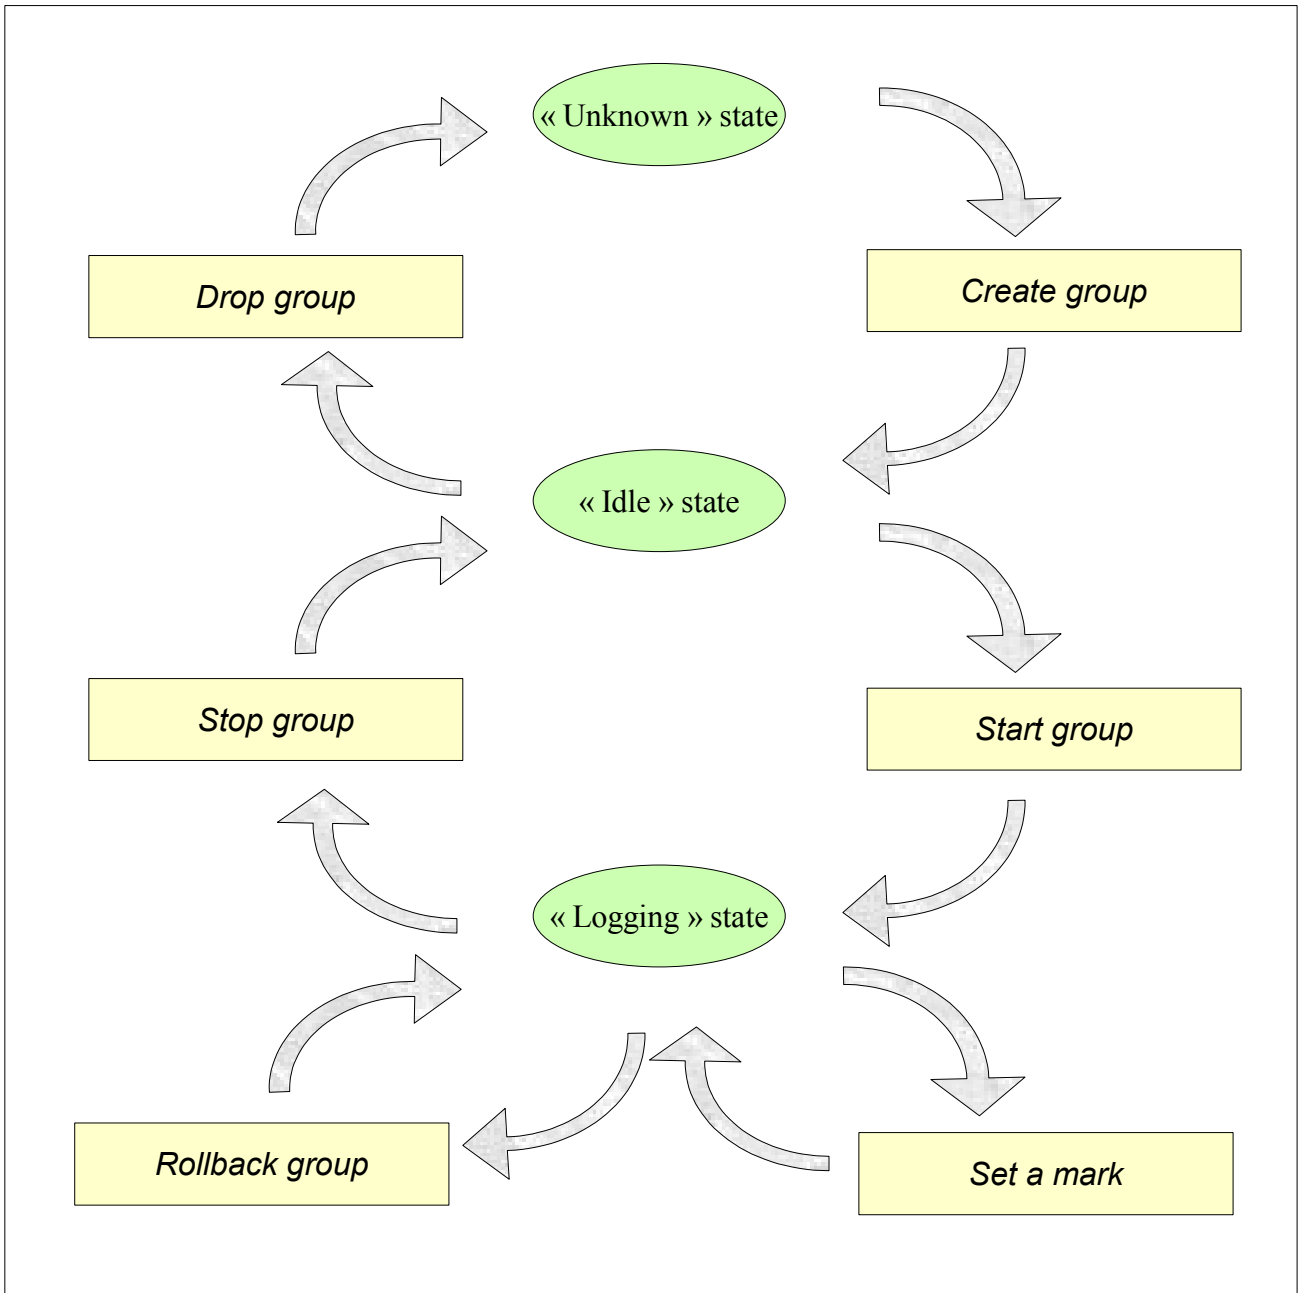 « Unknown » state
Drop group
Create group
« Idle » state
Stop group
Start group
« Logging » state
Rollback group
Set a mark